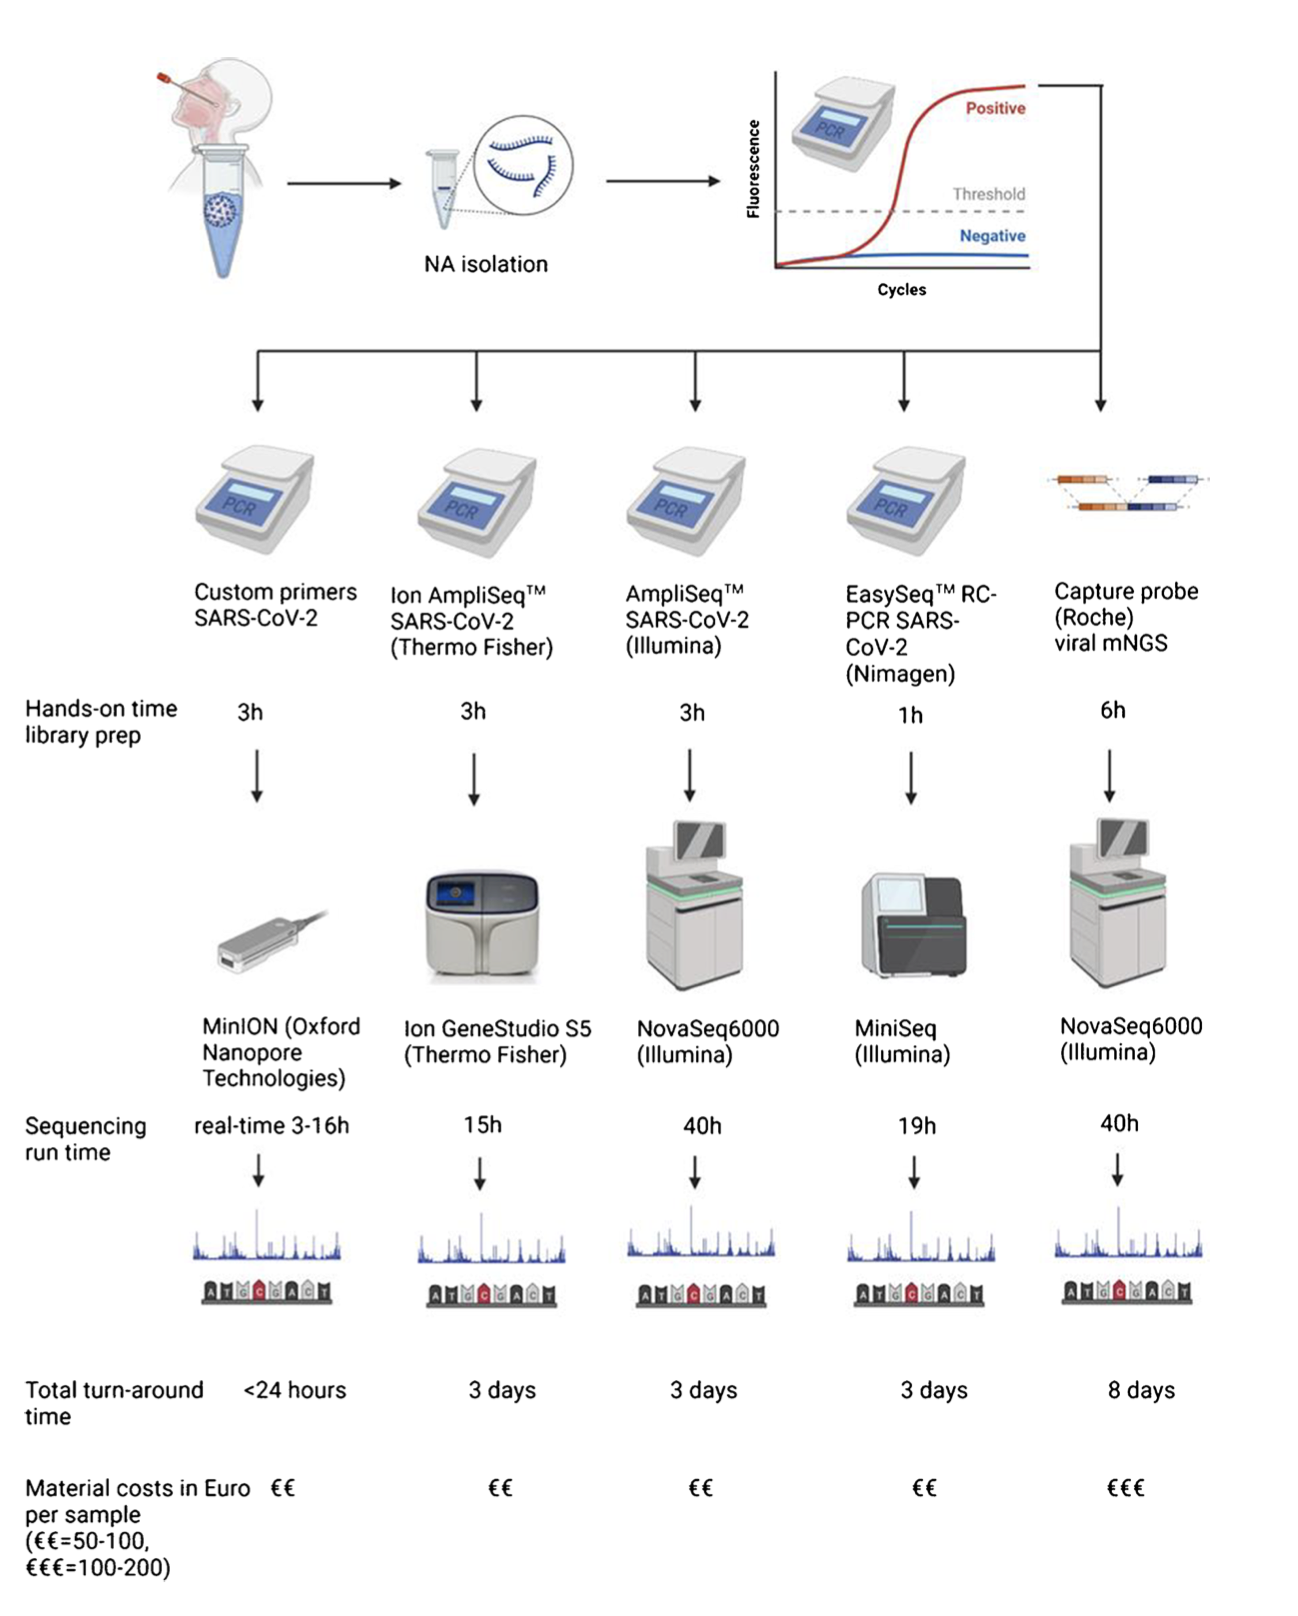 Fluorescence
PCR
Positive
Threshold
Negative
Cycles
NA isolation
PCR
PCR
PCR
PCR
Custom primers
SARS-CoV-2
Ion AmpliSeq™
SARS-CoV-2
(Thermo Fisher)
AmpliSeq™
SARS-CoV-2
(Illumina)
EasySeq™ RC-
PCR SARS-
CoV-2
(Nimagen)
Capture probe
(Roche)
viral mNGS
Hands-on time
library prep
3h
3h
3h
1h
6h
MinION (Oxford
Nanopore
Technologies)
Ion GeneStudio S5
(Thermo Fisher)
NovaSeq6000
(Illumina)
MiniSeq
(Illumina)
NovaSeq6000
(Illumina)
Sequencing
run time
real-time 3-16h
15h
40h
19h
40h
A T G C G A C T
A T G C G A C T
A T G C G A C T
A T G C G A C T
A T G C G A C T
Total turn-around
time
<24 hours
3 days
3 days
3 days
8 days
Material costs in Euro
per sample
(€€=50-100,
€€€=100-200)
€€
€€
€€
€€
€€€